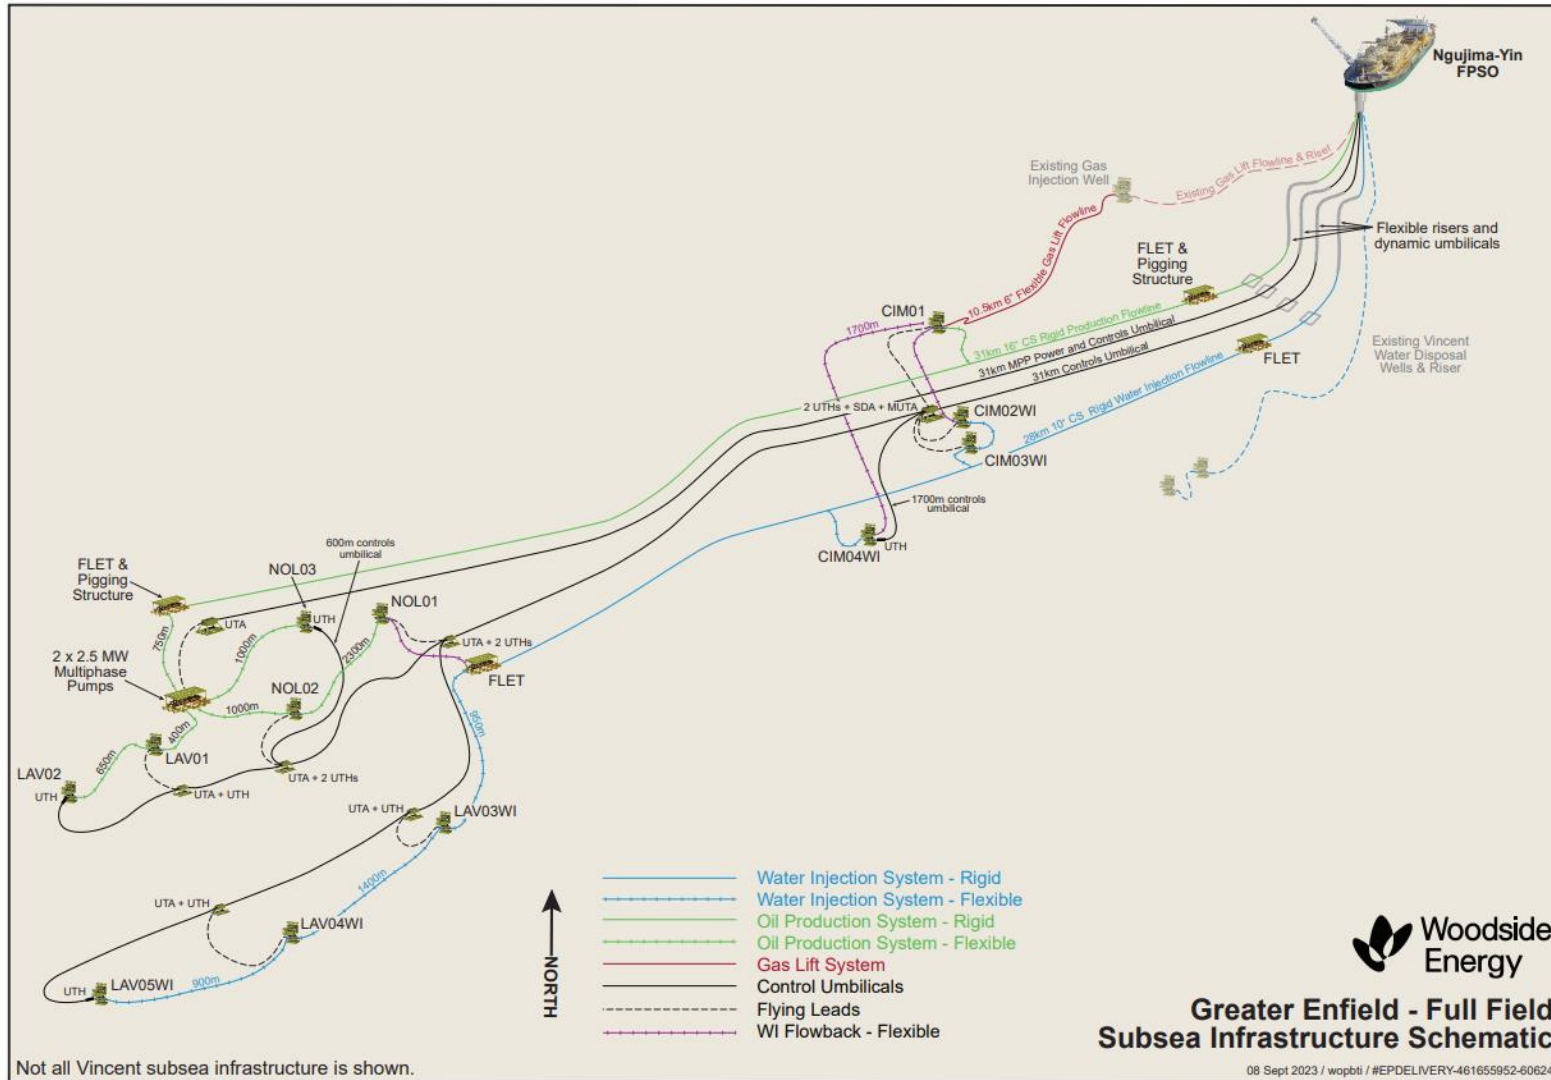 Ngujima-Yin
FPSO
Existing Gas
Injection Well
Existing Gas Lift Flowline & Riser
Flexible risers and
dynamic umbilicals
FLET &
Pigging
Structure
10.5km 6" Flexible Gas Lift Flowline
CIM01
1700m
31km 16" CS Rigid Production Flowline
31km MPP Power and Controls Umbilical
31km Controls Umbilical
FLET
Existing Vincent
Water Disposal
Wells & Riser
2 UTHs + SDA + MUTA
CIM02WI
28km 10" CS Rigid Water Injection Flowline
CIM03WI
1700m controls
umbilical
CIM04WI
UTH
600m controls
umbilical
FLET &
Pigging
Structure
NOL03
UTH
NOL01
UTA
750m
1000m
2300m
UTA + 2 UTHs
FLET
2 x 2.5 MW
Multiphase
Pumps
NOL02
1000m
400m
950m
LAV01
650m
LAV02
UTH
UTA + 2 UTHs
UTA + UTH
UTA + UTH
LAV03WI
1400m
UTA + UTH
LAV04WI
LAV05WI
UTH
900m
NORTH
Water Injection System - Rigid
Water Injection System - Flexible
Oil Production System - Rigid
Oil Production System - Flexible
Gas Lift System
Control Umbilicals
Flying Leads
WI Flowback - Flexible
Woodside
Energy
Greater Enfield - Full Field
Subsea Infrastructure Schematic
Not all Vincent subsea infrastructure is shown.
08 Sept 2023 / wopbti / #EPDELIVERY-461655952-60624